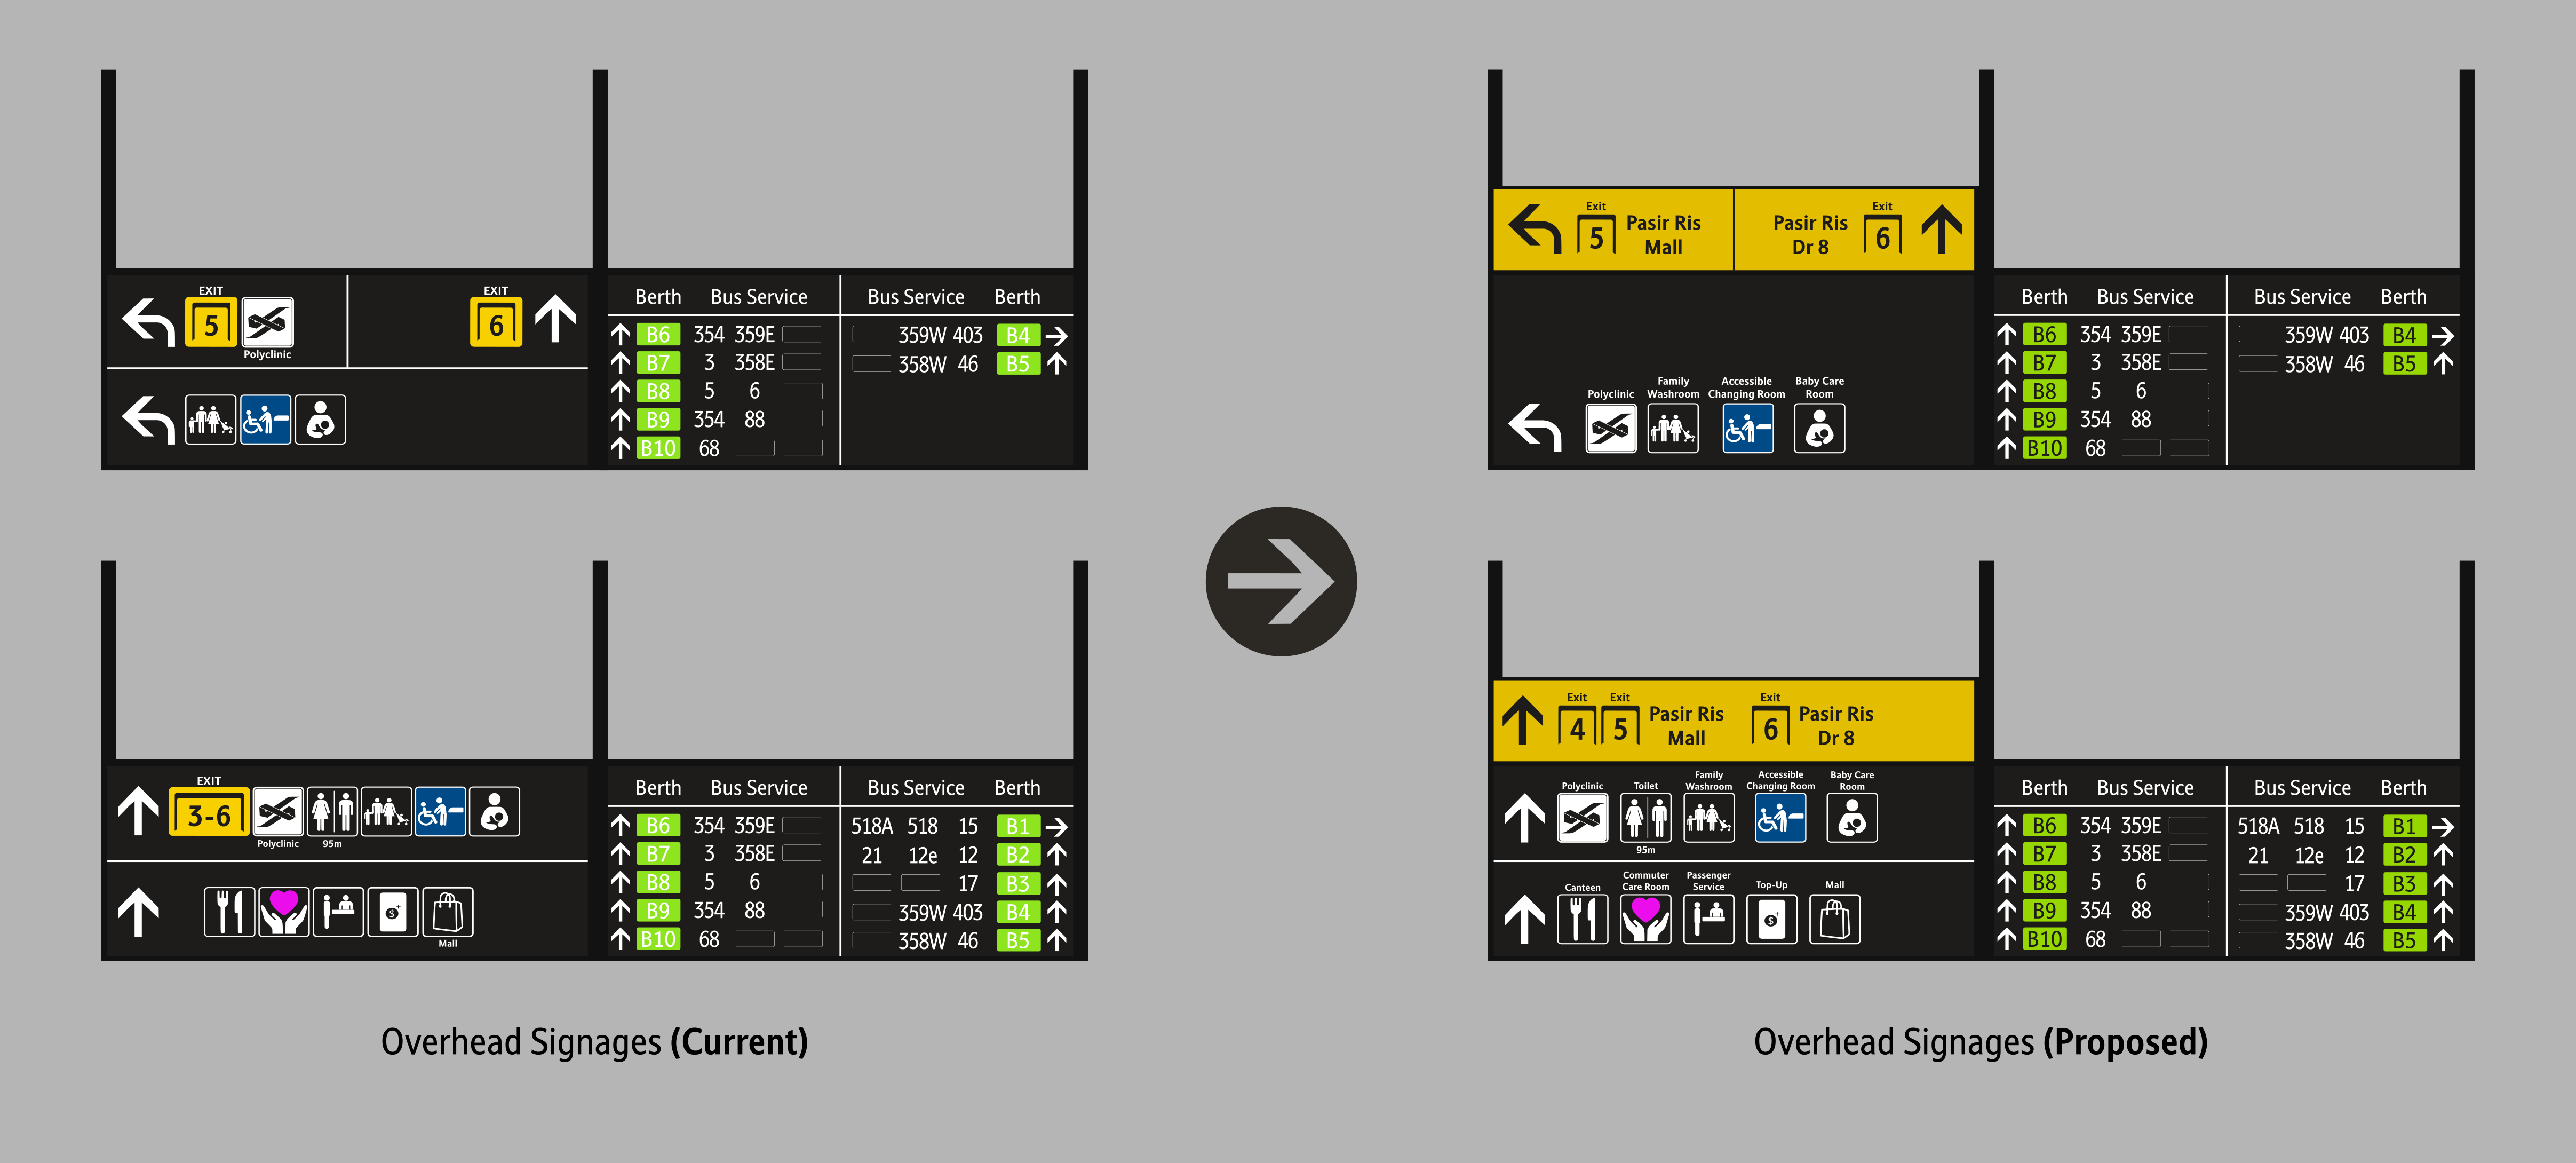 EXIT
5
Polyclinic
EXIT
6
Berth Bus Service Bus Service Berth
B6 354 359E 359W 403 B4
B7 3 358E 358W 46 B5
B8 5 6
B9 354 88
B10 68
Exit
5
Pasir Ris
Mall
Pasir Ris
Dr 8
Exit
6
Polyclinic
Family
Washroom
Accessible
Changing Room
Baby Care
Room
Berth Bus Service Bus Service Berth
B6 354 359E 359W 403 B4
B7 3 358E 358W 46 B5
B8 5 6
B9 354 88
B10 68
EXIT
3-6
Polyclinic
95m
Mall
Berth Bus Service Bus Service Berth
B6 354 359E 518A 518 15 B1
B7 3 358E 21 12e 12 B2
B8 5 6 17 B3
B9 354 88 359W 403 B4
B10 68 358W 46 B5
Exit Exit
4 5
Pasir Ris
Mall
Exit
6
Pasir Ris
Dr 8
Polyclinic
Toilet
95m
Family
Washroom
Accessible
Changing Room
Baby Care
Room
Canteen
Commuter
Care Room
Passenger
Service
Top-Up
$+
Mall
Berth Bus Service Bus Service Berth
B6 354 359E 518A 518 15 B1
B7 3 358E 21 12e 12 B2
B8 5 6 17 B3
B9 354 88 359W 403 B4
B10 68 358W 46 B5
Overhead Signages (Current)
Overhead Signages (Proposed)